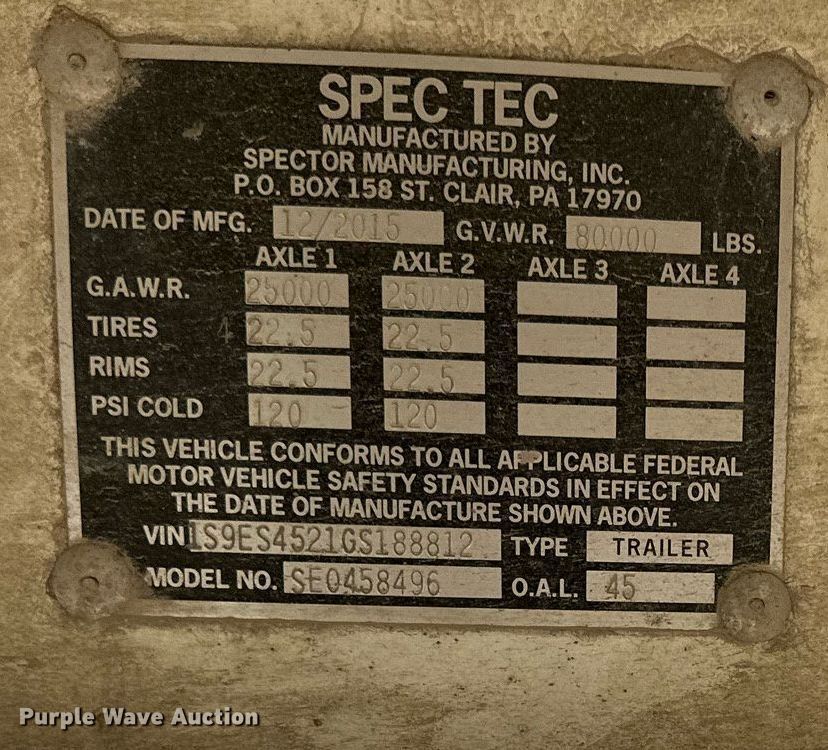 SPEC TEC
MANUFACTURED BY
SPECTOR MANUFACTURING, INC.
P.O. BOX 158 ST. CLAIR, PA 17970
DATE OF MFG. 12/2015 G.V.W.R. 80000 LBS.
AXLE 1 AXLE 2 AXLE 3 AXLE 4
G.A.W.R. 25000 25000
TIRES 4 22.5 22.5
RIMS 22.5 22.5
PSI COLD 120 120
THIS VEHICLE CONFORMS TO ALL APPLICABLE FEDERAL
MOTOR VEHICLE SAFETY STANDARDS IN EFFECT ON
THE DATE OF MANUFACTURE SHOWN ABOVE.
VIN 1S9ES4521GS188812 TYPE TRAILER
MODEL NO. SE0458496 O.A.L. 45
Purple Wave Auction